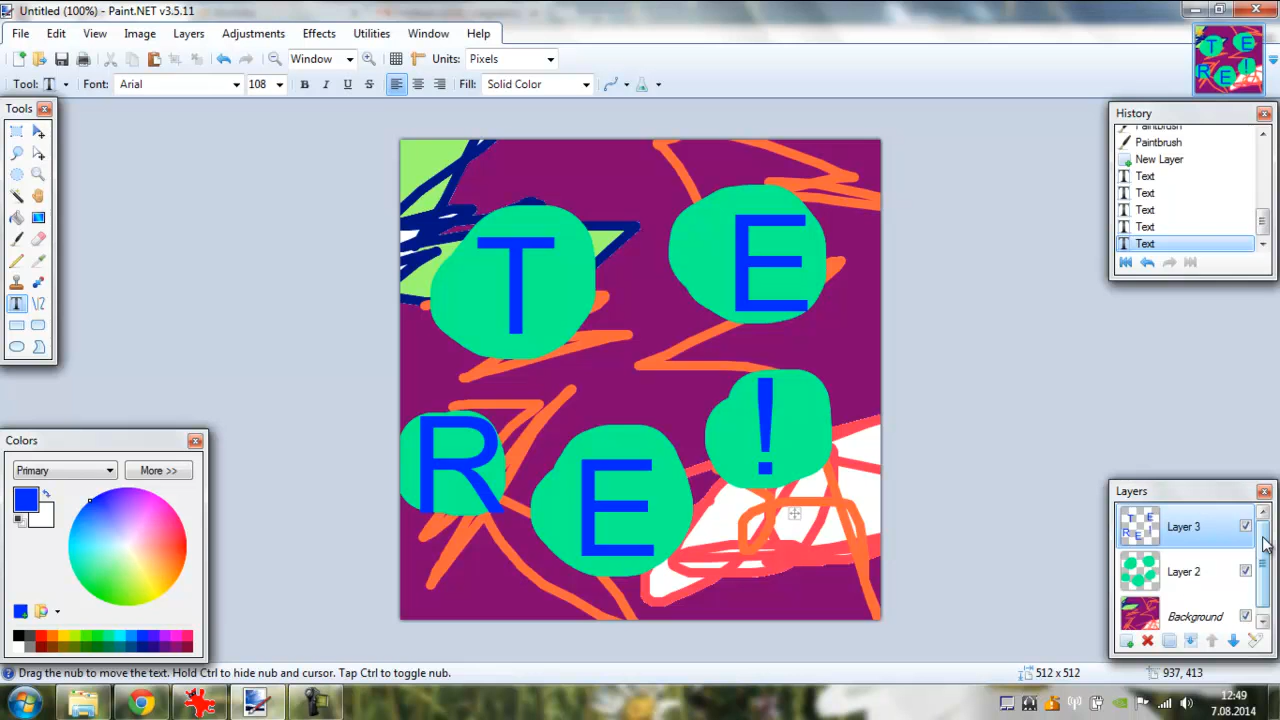 Untitled (100%) - Paint.NET v3.5.11
File Edit View Image Layers Adjustments Effects Utilities Window Help
Window Units: Pixels
Tool: T Font: Arial 108 B I U S Fill: Solid Color
Tools
History
Paintbrush
Paintbrush
New Layer
Text
Text
Text
Text
Text
T E
R E !
Colors
Primary More >>
Layers
Layer 3
Layer 2
Background
Drag the nub to move the text. Hold Ctrl to hide nub and cursor. Tap Ctrl to toggle nub.
512 x 512
937, 413
12:49
7.08.2014